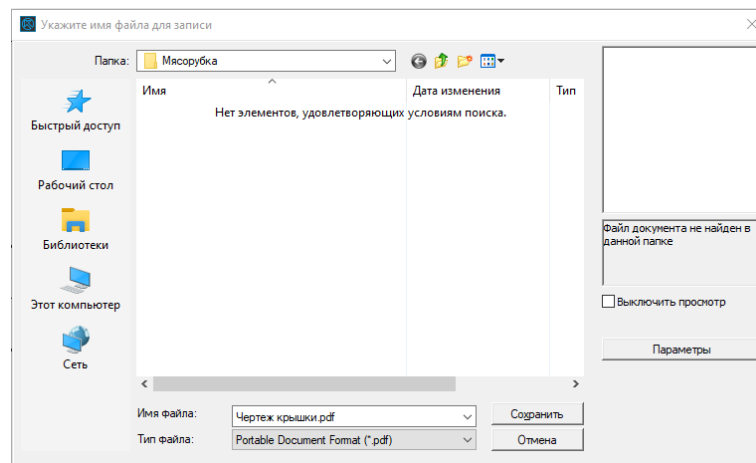 Укажите имя файла для записи
Папка: Мясорубка
Имя Дата изменения Тип
Нет элементов, удовлетворяющих условиям поиска.
Быстрый доступ
Рабочий стол
Библиотеки
Этот компьютер
Сеть
Файл документа не найден в
данной папке
Выключить просмотр
Параметры
Имя файла: Чертеж крышки.pdf Сохранить
Тип файла: Portable Document Format (*.pdf) Отмена